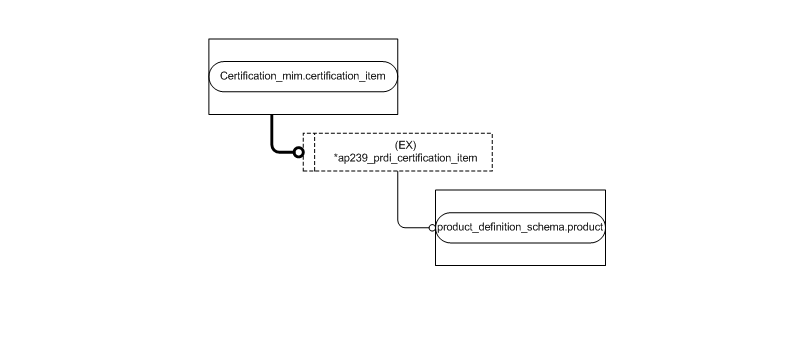 Certification_mim.certification_item
(EX)
*ap239_prdi_certification_item
product_definition_schema.product